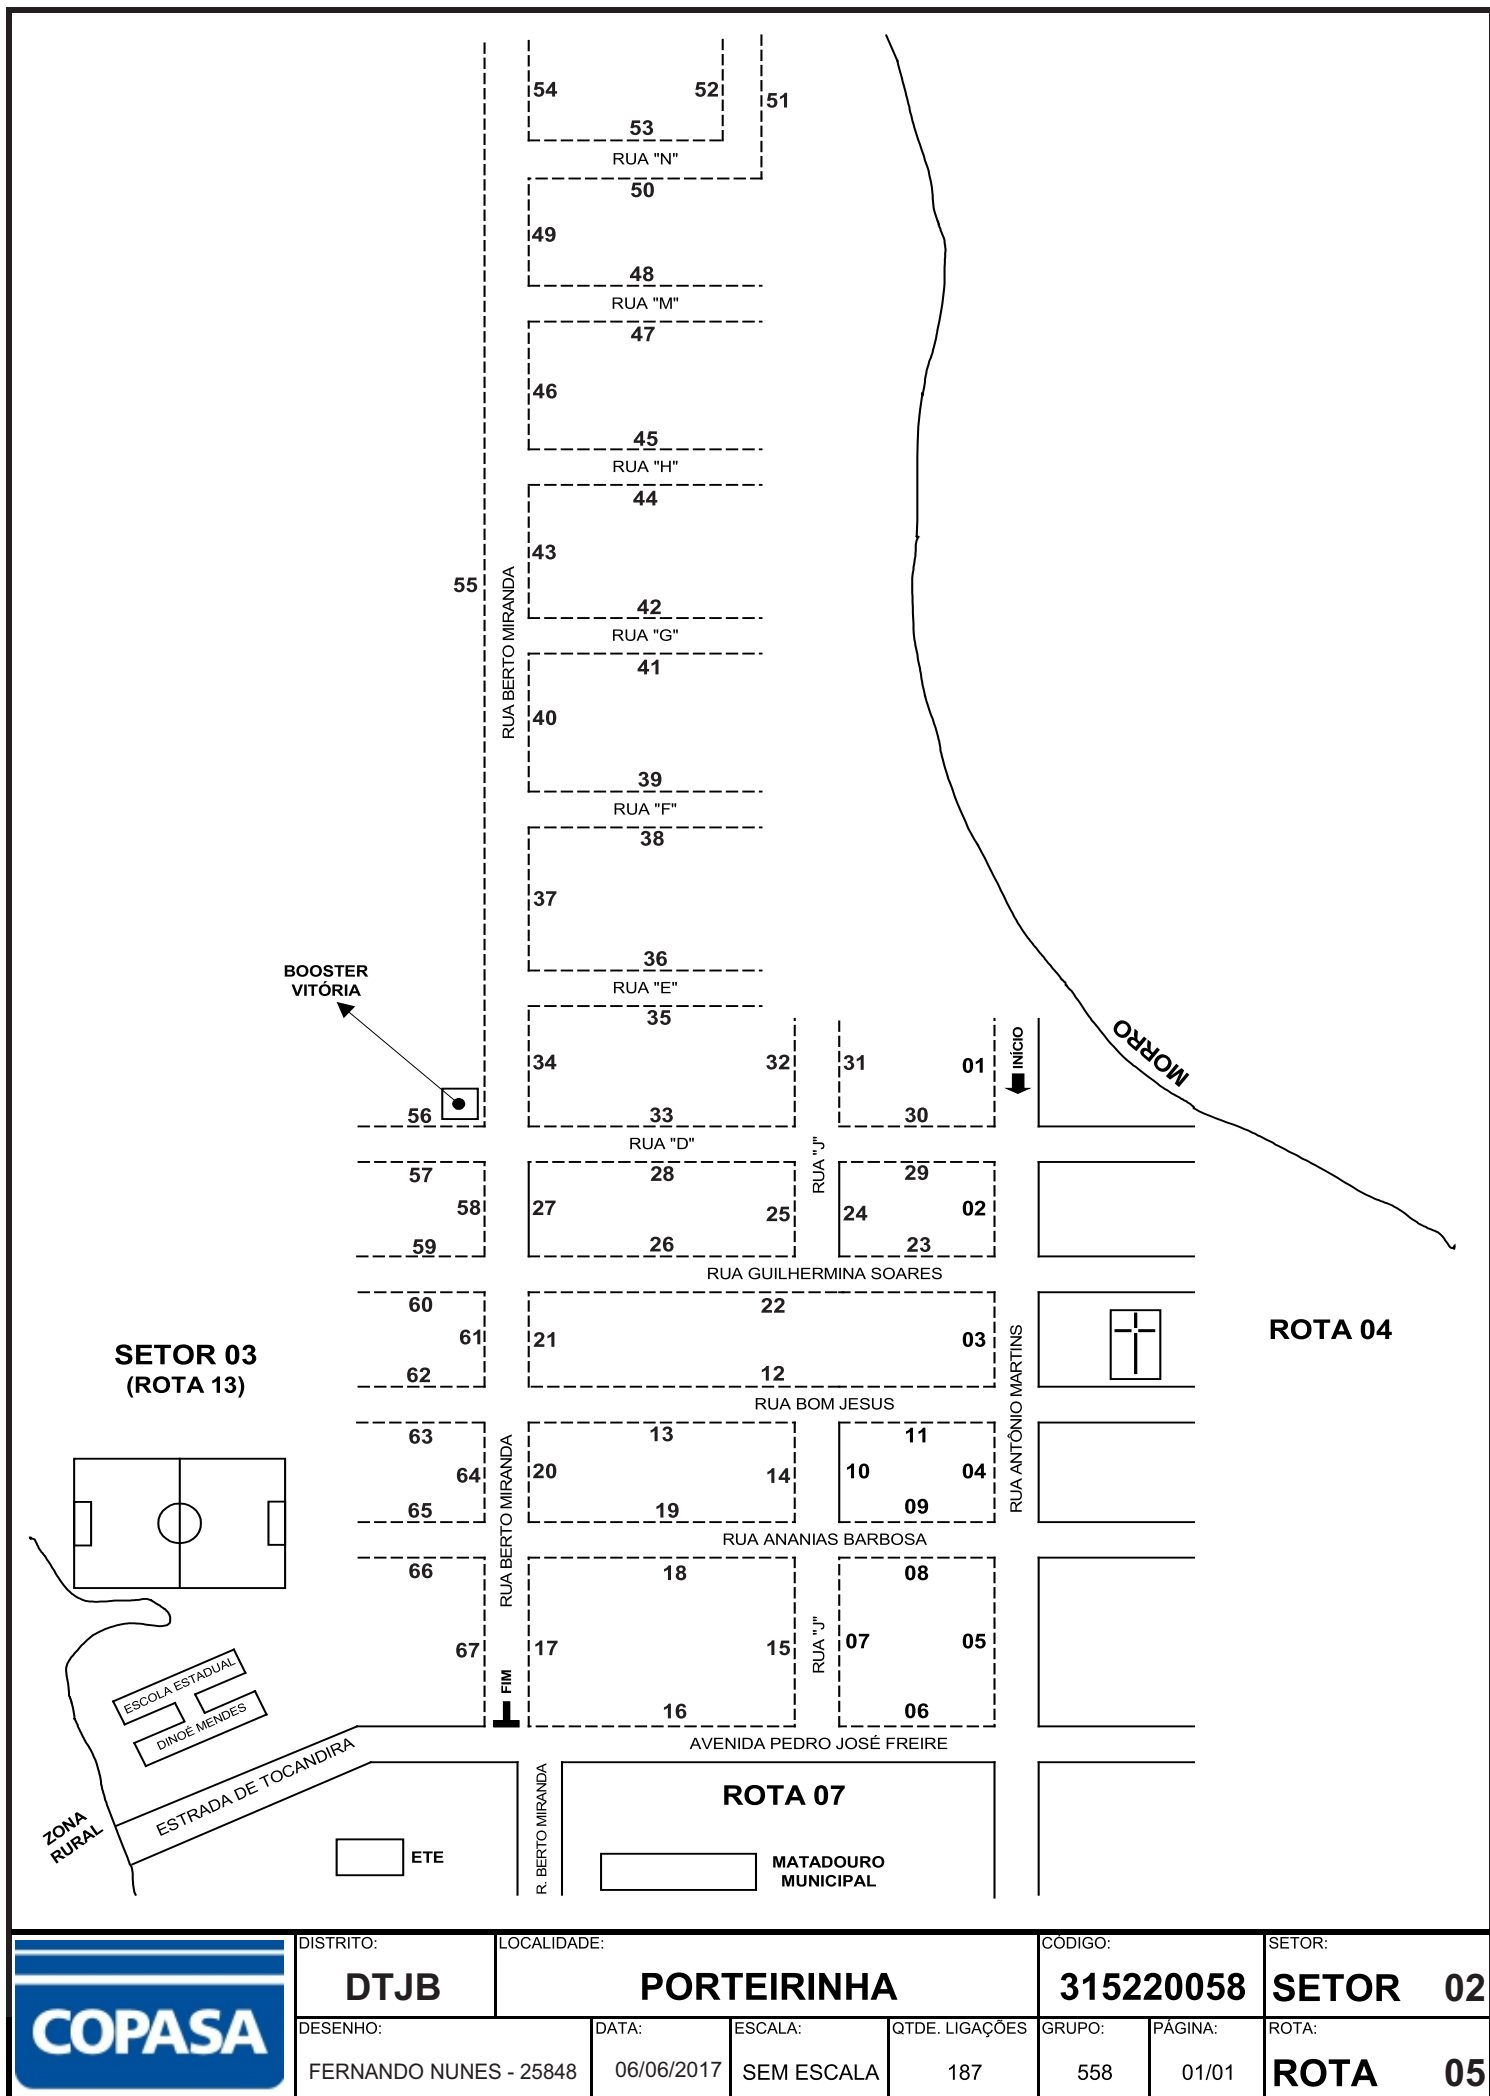 54
52
51
53
RUA "N"
50
49
48
RUA "M"
47
46
45
RUA "H"
44
43
55
RUA BERTO MIRANDA
42
RUA "G"
41
40
39
RUA "F"
38
37
36
BOOSTER
VITÓRIA
RUA "E"
35
34
32
31
01
INÍCIO
MORRO
56
33
30
RUA "D"
RUA "J"
57
28
29
58
27
25
24
02
59
26
23
RUA GUILHERMINA SOARES
60
22
61
21
03
RUA ANTÔNIO MARTINS
ROTA 04
SETOR 03
(ROTA 13)
62
12
RUA BOM JESUS
63
13
11
64
RUA BERTO MIRANDA
20
14
10
04
65
19
09
RUA ANANIAS BARBOSA
66
18
08
67
17
15
RUA "J"
07
05
FIM
16
06
ESCOLA ESTADUAL
DINOÉ MENDES
AVENIDA PEDRO JOSÉ FREIRE
ESTRADA DE TOCANDIRA
ROTA 07
ZONA
RURAL
ETE
R. BERTO MIRANDA
MATADOURO
MUNICIPAL
COPASA
DISTRITO:
DTJB
LOCALIDADE:
PORTEIRINHA
CÓDIGO:
315220058
SETOR:
SETOR 02
DESENHO:
FERNANDO NUNES - 25848
DATA:
06/06/2017
ESCALA:
SEM ESCALA
QTDE. LIGAÇÕES
187
GRUPO:
558
PÁGINA:
01/01
ROTA:
ROTA 05